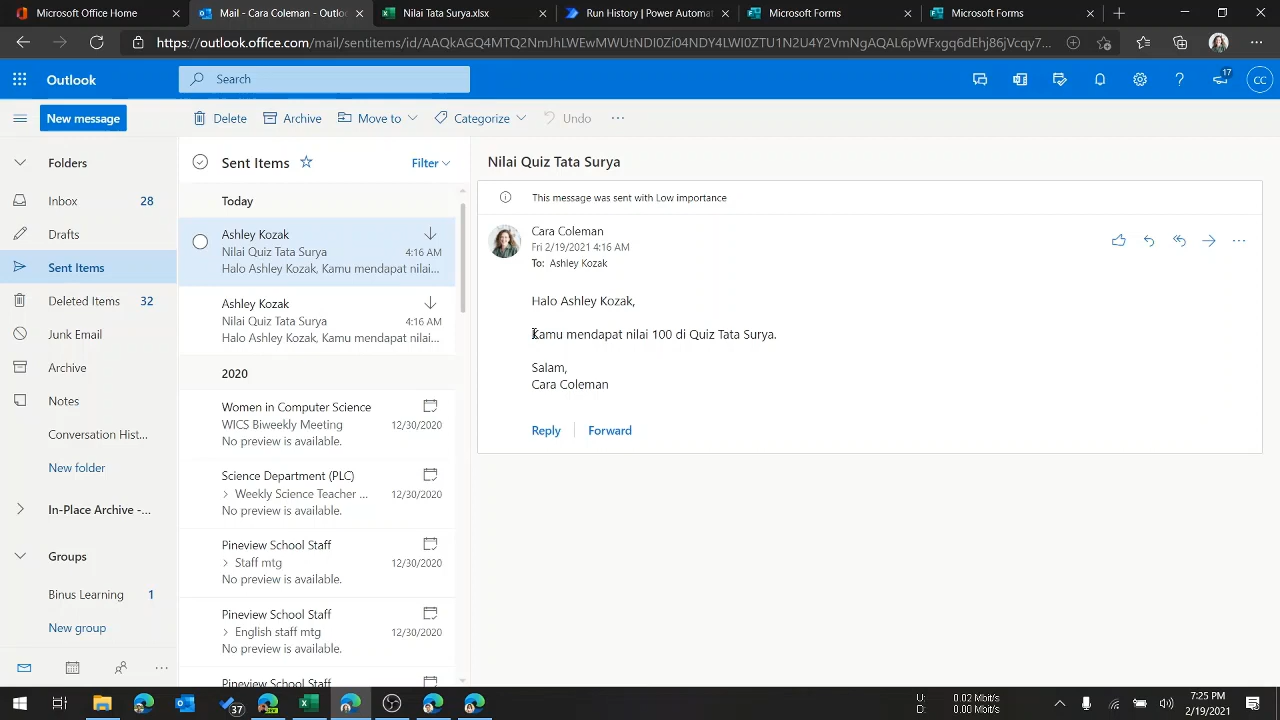 Microsoft Office Home
Mail - Cara Coleman - Outlo
Nilai Tata Surya.xlsx
Run History | Power Automat
Microsoft Forms
Microsoft Forms
Outlook
Search
17
CC
New message
Delete
Archive
Move to
Categorize
Undo
Folders
Inbox 28
Drafts
Sent Items
Deleted Items 32
Junk Email
Archive
Notes
Conversation Hist...
New folder
In-Place Archive -...
Groups
Binus Learning 1
New group
Sent Items
Filter
Today
Ashley Kozak
Nilai Quiz Tata Surya 4:16 AM
Halo Ashley Kozak, Kamu mendapat nilai...
Ashley Kozak
Nilai Quiz Tata Surya 4:16 AM
Halo Ashley Kozak, Kamu mendapat nilai...
2020
Women in Computer Science
WICS Biweekly Meeting 12/30/2020
No preview is available.
Science Department (PLC)
Weekly Science Teacher ... 12/30/2020
No preview is available.
Pineview School Staff
Staff mtg 12/30/2020
No preview is available.
Pineview School Staff
English staff mtg 12/30/2020
No preview is available.
Pineview School Staff
Nilai Quiz Tata Surya
This message was sent with Low importance
Cara Coleman
Fri 2/19/2021 4:16 AM
To: Ashley Kozak
Halo Ashley Kozak,
Kamu mendapat nilai 100 di Quiz Tata Surya.
Salam,
Cara Coleman
Reply
Forward
37
U: 0.02 Mbit/s
D: 0.00 Mbit/s
7:25 PM
2/19/2021